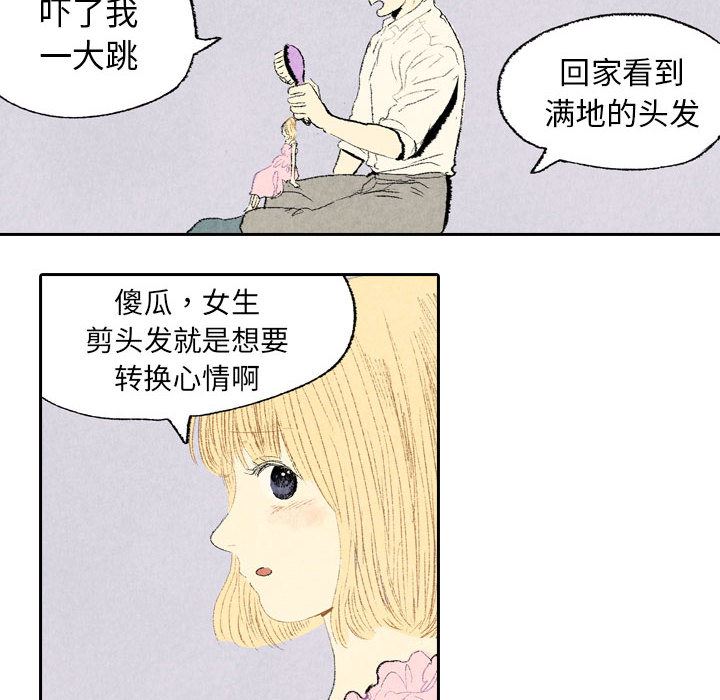 回家看到
满地的头发
吓了我
一大跳
傻瓜，女生
剪头发就是想要
转换心情啊